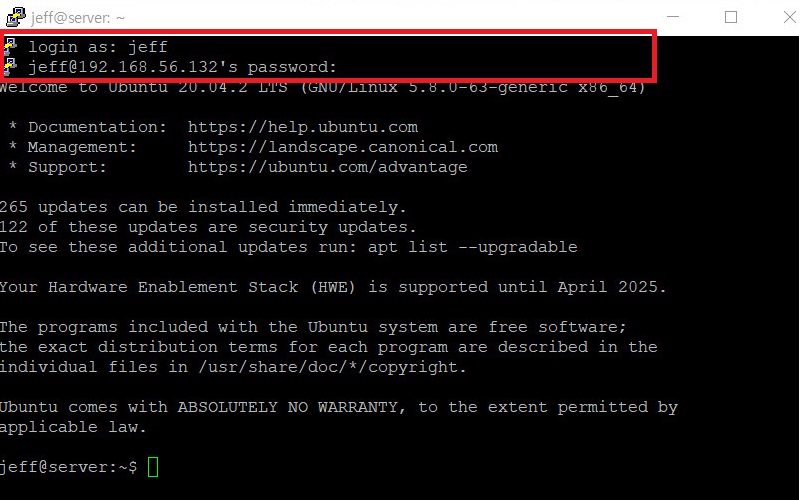 jeff@server: ~
login as: jeff
jeff@192.168.56.132's password:
Welcome to Ubuntu 20.04.2 LTS (GNU/Linux 5.8.0-63-generic x86_64)
* Documentation: https://help.ubuntu.com
* Management: https://landscape.canonical.com
* Support: https://ubuntu.com/advantage
265 updates can be installed immediately.
122 of these updates are security updates.
To see these additional updates run: apt list --upgradable
Your Hardware Enablement Stack (HWE) is supported until April 2025.
The programs included with the Ubuntu system are free software;
the exact distribution terms for each program are described in the
individual files in /usr/share/doc/*/copyright.
Ubuntu comes with ABSOLUTELY NO WARRANTY, to the extent permitted by
applicable law.
jeff@server:~$